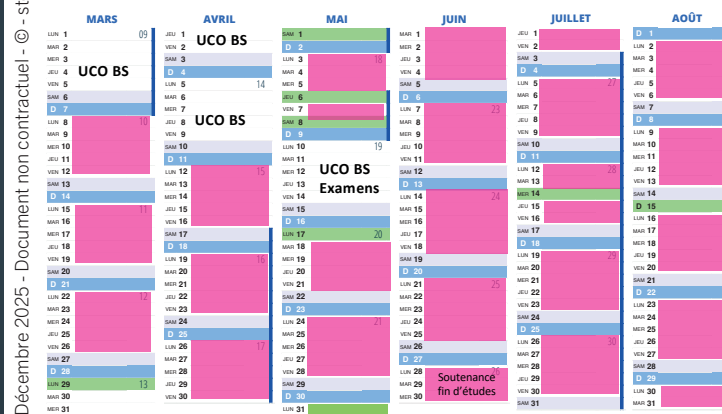 Décembre 2025 - Document non contractuel - © - st
MARS
LUN 1 09
MAR 2
MER 3
JEU 4
UCO BS
VEN 5
SAM 6
D 7
LUN 8 10
MAR 9
MER 10
JEU 11
VEN 12
SAM 13
D 14
LUN 15 11
MAR 16
MER 17
JEU 18
VEN 19
SAM 20
D 21
LUN 22 12
MAR 23
MER 24
JEU 25
VEN 26
SAM 27
D 28
LUN 29 13
MAR 30
MER 31
AVRIL
JEU 1
UCO BS
VEN 2
SAM 3
D 4
LUN 5 14
MAR 6
MER 7
JEU 8
UCO BS
VEN 9
SAM 10
D 11
LUN 12 15
MAR 13
MER 14
JEU 15
VEN 16
SAM 17
D 18
LUN 19 16
MAR 20
MER 21
JEU 22
VEN 23
SAM 24
D 25
LUN 26 17
MAR 27
MER 28
JEU 29
VEN 30
MAI
SAM 1
D 2
LUN 3 18
MAR 4
MER 5
JEU 6
VEN 7
SAM 8
D 9
LUN 10 19
MAR 11
MER 12
UCO BS
JEU 13
Examens
VEN 14
SAM 15
D 16
LUN 17 20
MAR 18
MER 19
JEU 20
VEN 21
SAM 22
D 23
LUN 24 21
MAR 25
MER 26
JEU 27
VEN 28
SAM 29
D 30
LUN 31
JUIN
MAR 1
MER 2
JEU 3
VEN 4
SAM 5
D 6
LUN 7 23
MAR 8
MER 9
JEU 10
VEN 11
SAM 12
D 13
LUN 14 24
MAR 15
MER 16
JEU 17
VEN 18
SAM 19
D 20
LUN 21 25
MAR 22
MER 23
JEU 24
VEN 25
SAM 26
D 27
LUN 28 26
Soutenance
MAR 29
fin d'études
MER 30
JUILLET
JEU 1
VEN 2
SAM 3
D 4
LUN 5 27
MAR 6
MER 7
JEU 8
VEN 9
SAM 10
D 11
LUN 12 28
MAR 13
MER 14
JEU 15
VEN 16
SAM 17
D 18
LUN 19 29
MAR 20
MER 21
JEU 22
VEN 23
SAM 24
D 25
LUN 26 30
MAR 27
MER 28
JEU 29
VEN 30
SAM 31
AOÛT
D 1
LUN 2
MAR 3
MER 4
JEU 5
VEN 6
SAM 7
D 8
LUN 9
MAR 10
MER 11
JEU 12
VEN 13
SAM 14
D 15
LUN 16
MAR 17
MER 18
JEU 19
VEN 20
SAM 21
D 22
LUN 23
MAR 24
MER 25
JEU 26
VEN 27
SAM 28
D 29
LUN 30
MAR 31